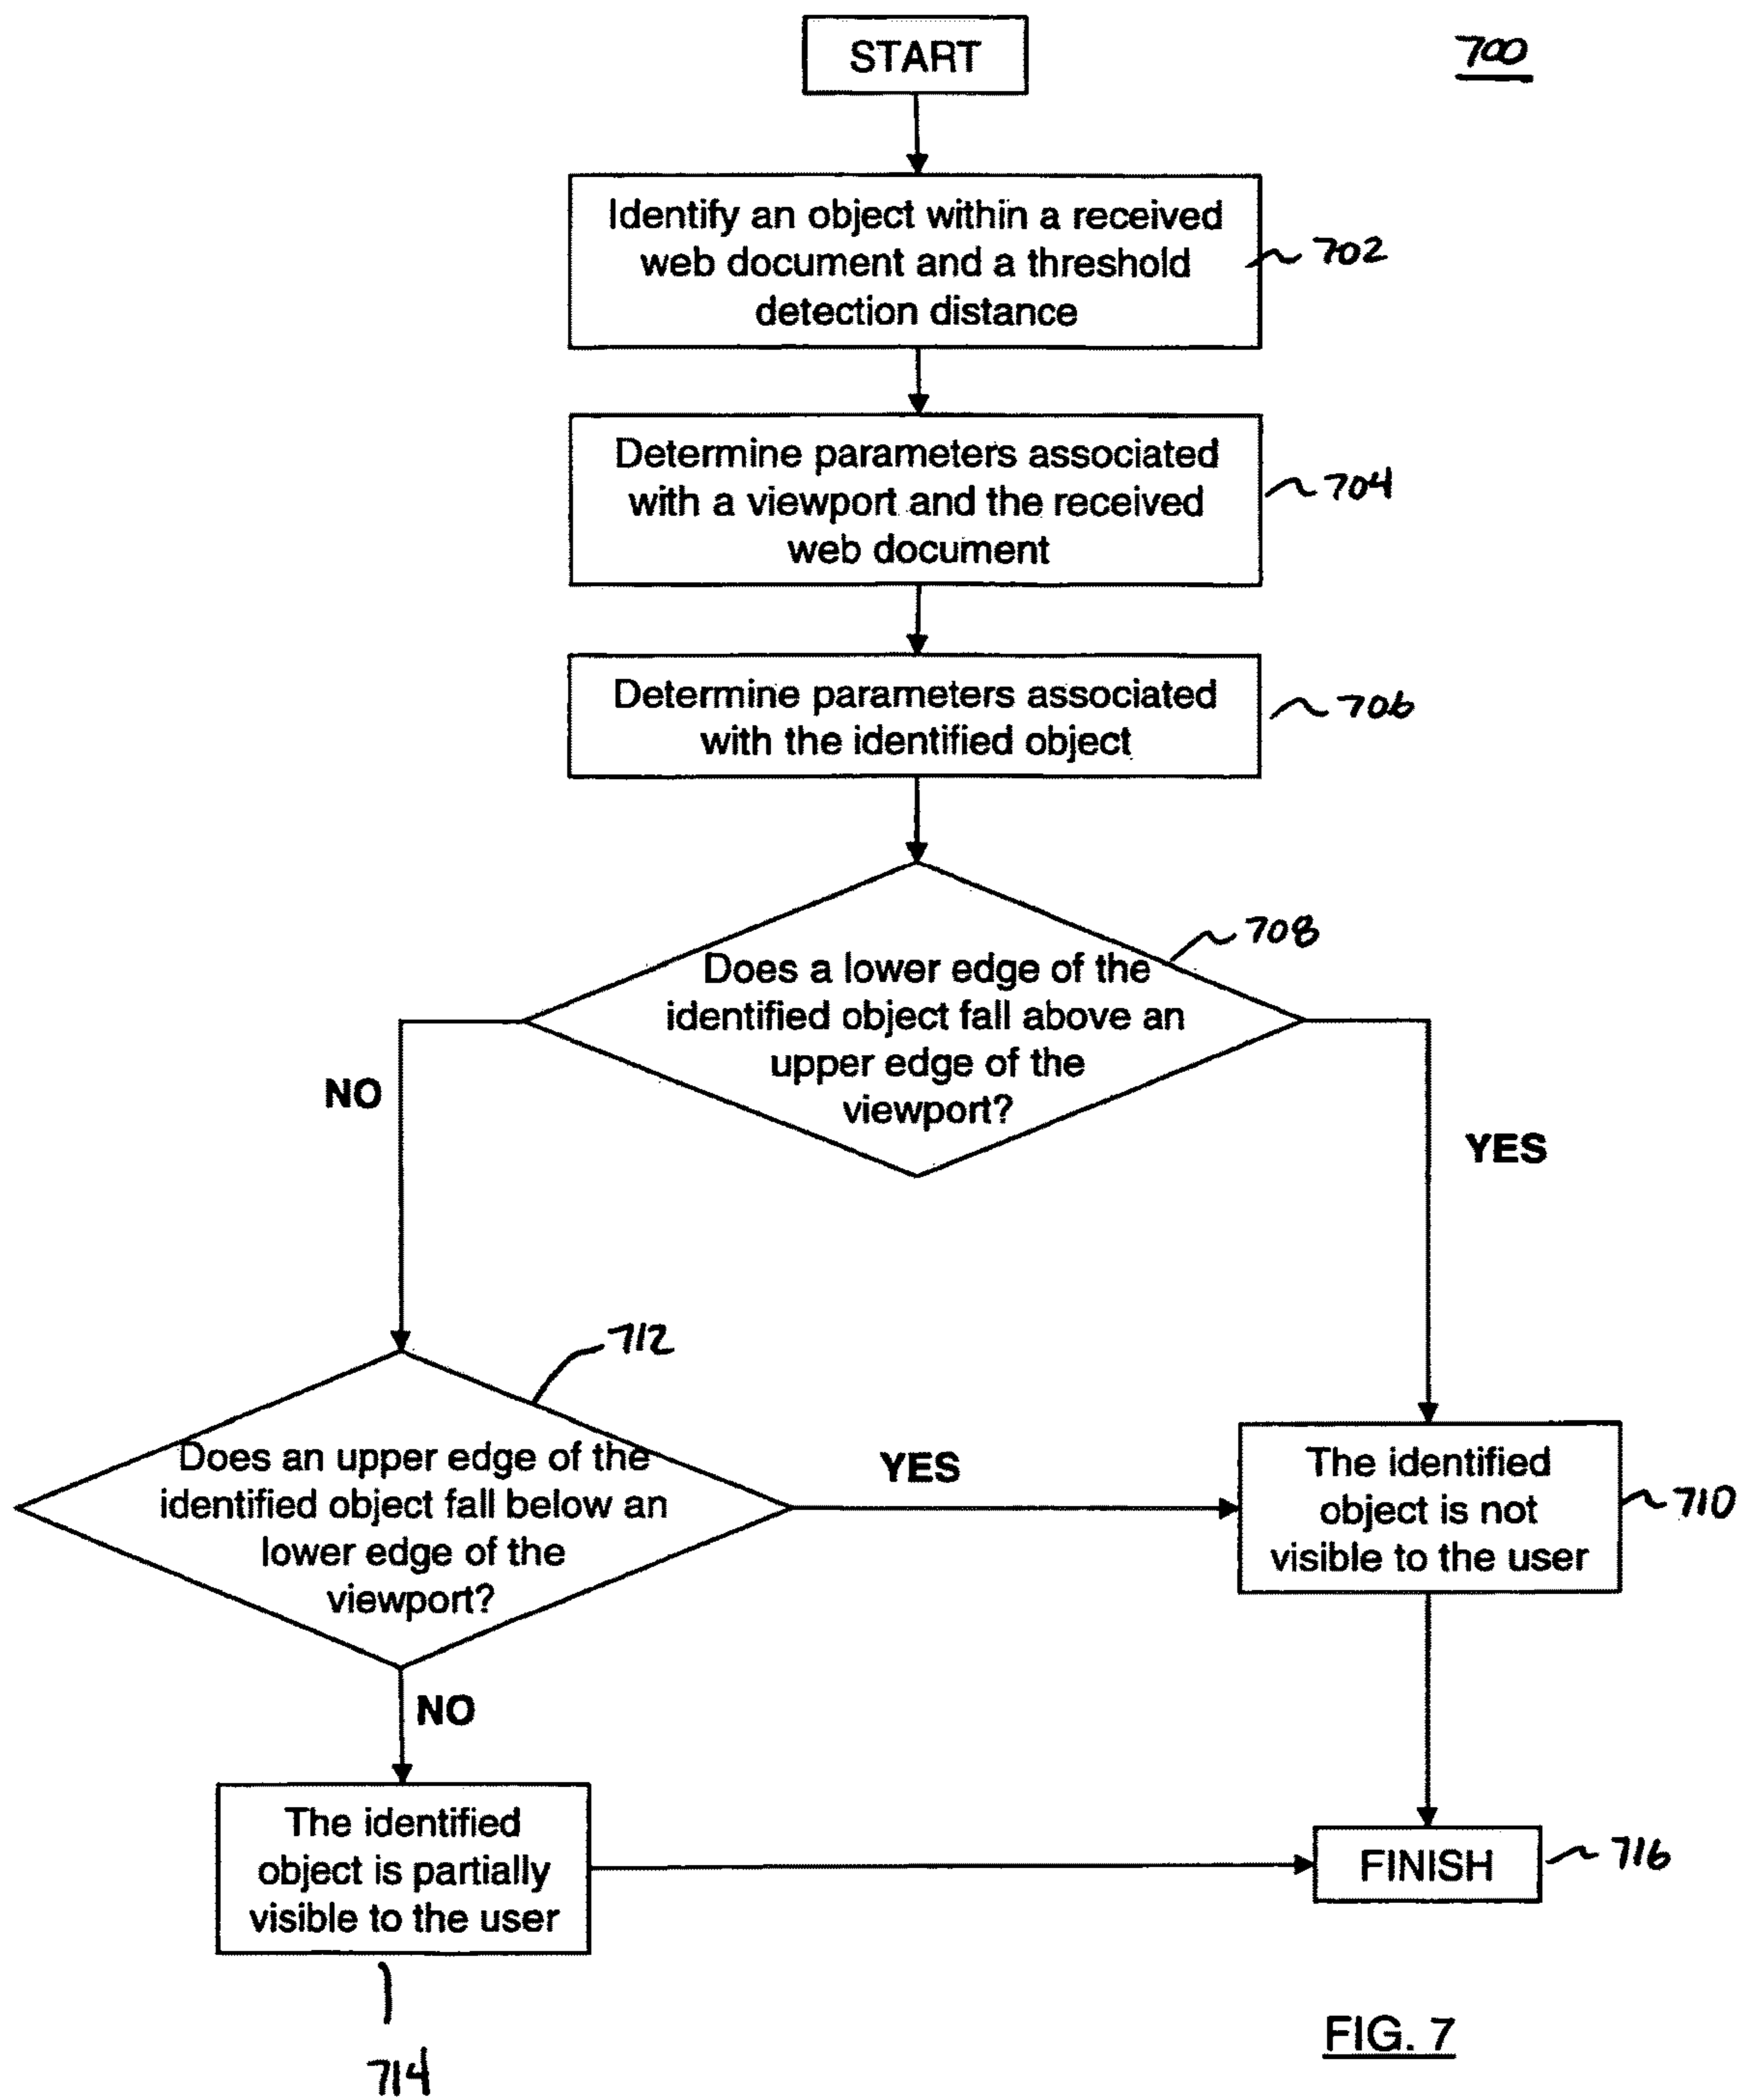 START
700
Identify an object within a received
web document and a threshold
detection distance
702
Determine parameters associated
with a viewport and the received
web document
704
Determine parameters associated
with the identified object
706
Does a lower edge of the
identified object fall above an
upper edge of the
viewport?
708
NO
YES
712
Does an upper edge of the
identified object fall below an
lower edge of the
viewport?
YES
The identified
object is not
visible to the user
710
NO
The identified
object is partially
visible to the user
FINISH
716
714
FIG. 7